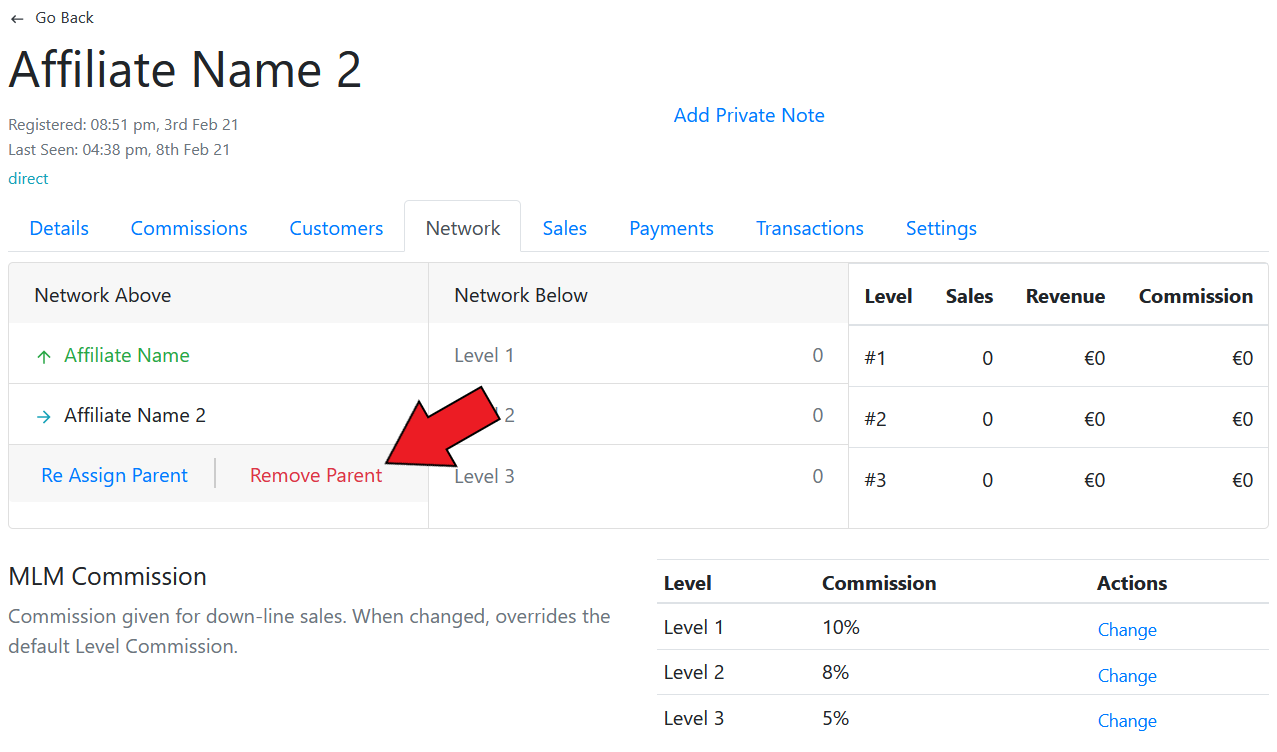 ← Go Back
Affiliate Name 2
Registered: 08:51 pm, 3rd Feb 21
Last Seen: 04:38 pm, 8th Feb 21
direct
Add Private Note
Details Commissions Customers Network Sales Payments Transactions Settings
Network Above Network Below Level Sales Revenue Commission
↑ Affiliate Name Level 1 0 #1 0 €0 €0
→ Affiliate Name 2 2 0 #2 0 €0 €0
Re Assign Parent Remove Parent Level 3 0 #3 0 €0 €0
MLM Commission
Commission given for down-line sales. When changed, overrides the
default Level Commission.
Level Commission Actions
Level 1 10% Change
Level 2 8% Change
Level 3 5% Change